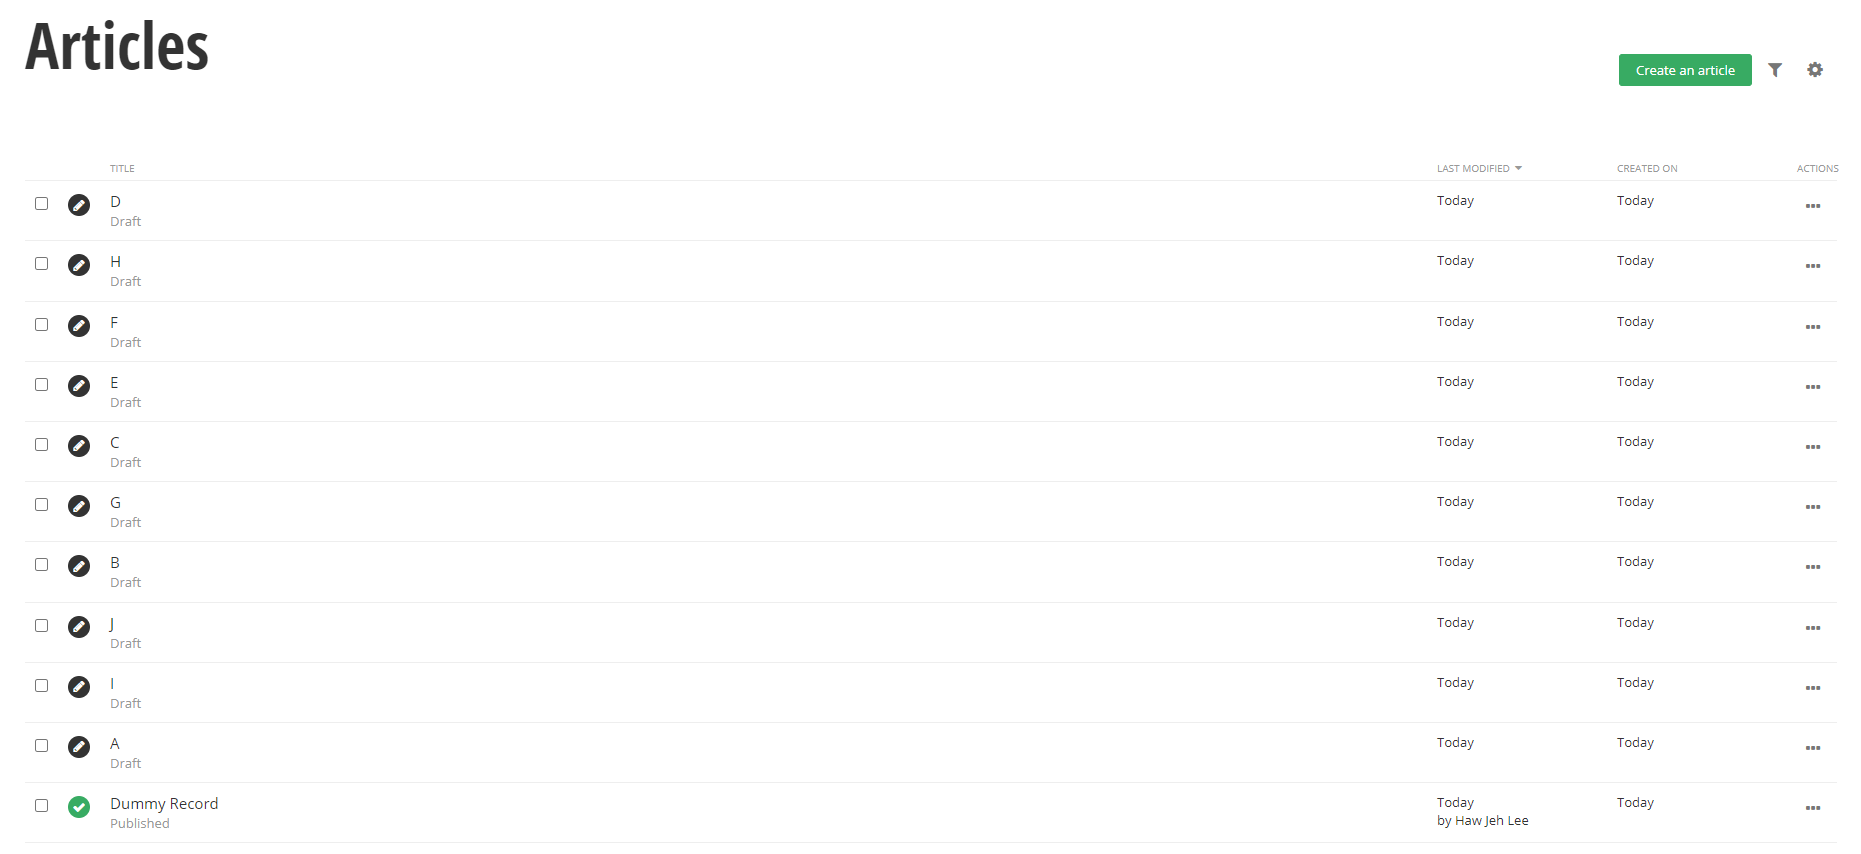 Articles
Create an article
TITLE LAST MODIFIED CREATED ON ACTIONS
D Today Today
Draft
H Today Today
Draft
F Today Today
Draft
E Today Today
Draft
C Today Today
Draft
G Today Today
Draft
B Today Today
Draft
J Today Today
Draft
I Today Today
Draft
A Today Today
Draft
Dummy Record Today Today
Published by Haw Jeh Lee